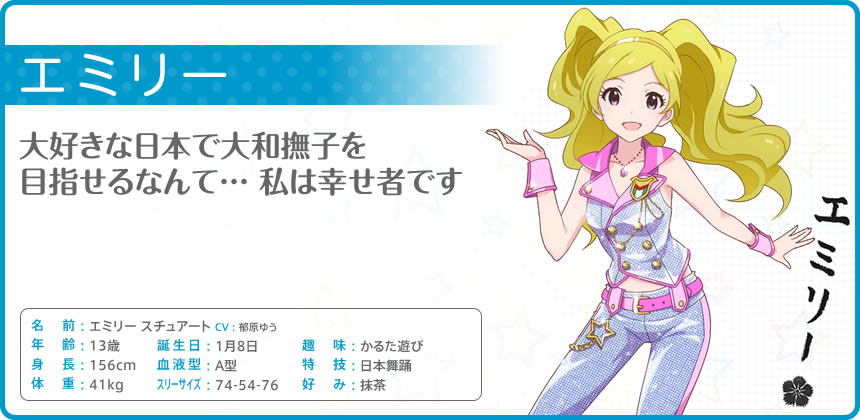 エミリー
大好きな日本で大和撫子を
目指せるなんて… 私は幸せ者です
名　前：エミリー スチュアート CV：郁原ゆう
年　齢：13歳　誕生日：1月8日　趣　味：かるた遊び
身　長：156cm　血液型：A型　特　技：日本舞踊
体　重：41kg　スリーサイズ：74-54-76　好　み：抹茶
エミリー